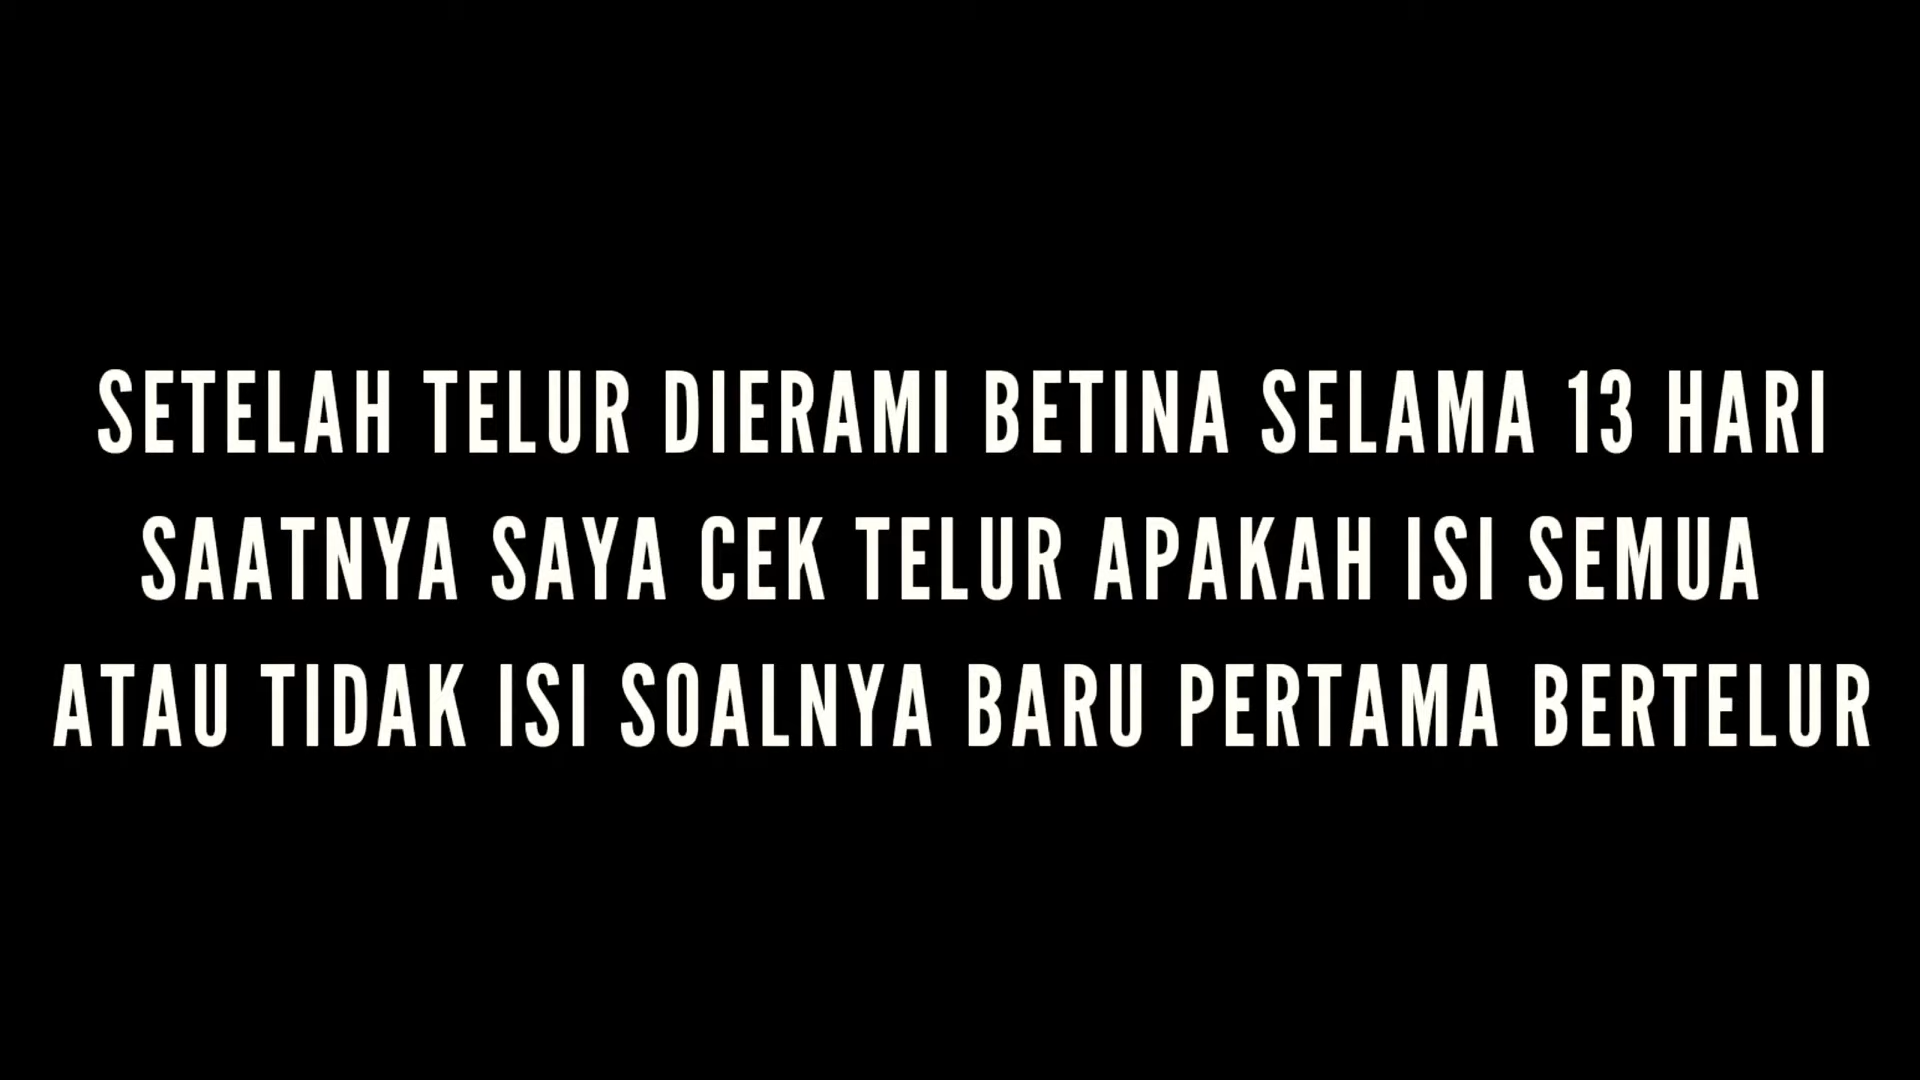 SETELAH TELUR DIERAMI BETINA SELAMA 13 HARI
SAATNYA SAYA CEK TELUR APAKAH ISI SEMUA
ATAU TIDAK ISI SOALNYA BARU PERTAMA BERTELUR